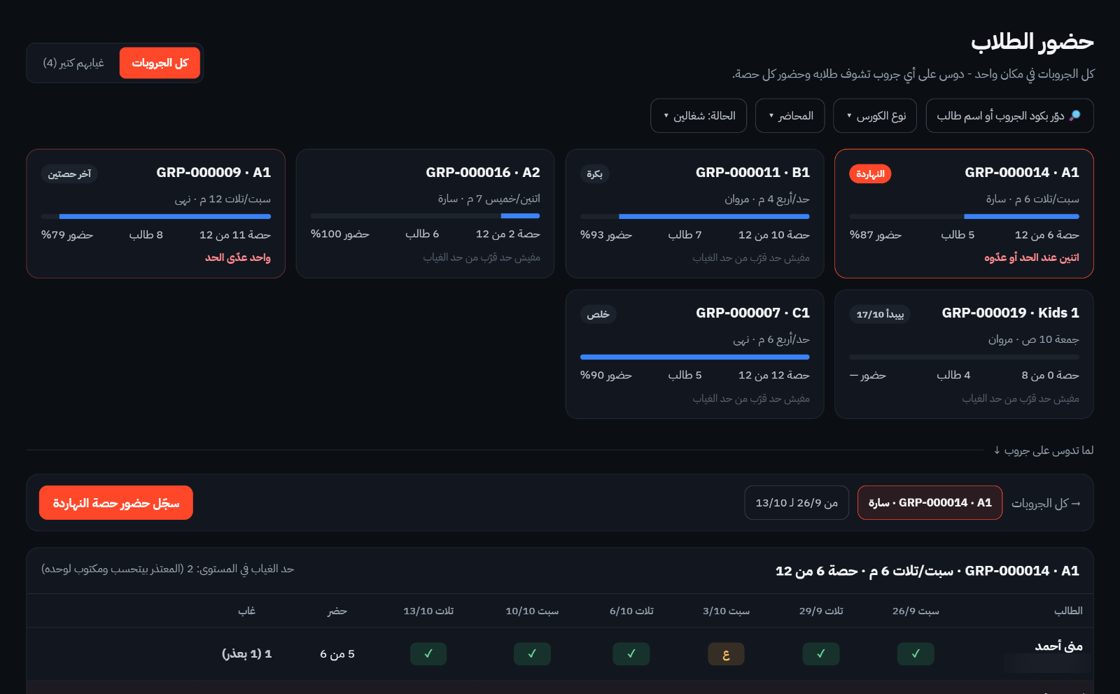 حضور الطلاب
كل الجروبات في مكان واحد - دوس على أي جروب تشوف طلابه وحضور كل حصة.
كل الجروبات
غيابهم كتير (4)
🔎 دوّر بكود الجروب أو اسم طالب
نوع الكورس ▾
المحاضر ▾
الحالة: شغالين ▾
GRP-000014 · A1
النهاردة
سبت/تلات 6 م · سارة
حصة 6 من 12
5 طالب
حضور 87%
اتنين عند الحد أو عدّوه
GRP-000011 · B1
بكرة
حد/أربع 4 م · مروان
حصة 10 من 12
7 طالب
حضور 93%
مفيش حد قرّب من حد الغياب
GRP-000016 · A2
اتنين/خميس 7 م · سارة
حصة 2 من 12
6 طالب
حضور 100%
مفيش حد قرّب من حد الغياب
GRP-000009 · A1
آخر حصتين
سبت/تلات 12 م · نهى
حصة 11 من 12
8 طالب
حضور 79%
واحد عدّى الحد
GRP-000019 · Kids 1
بيبدأ 17/10
جمعة 10 ص · مروان
حصة 0 من 8
4 طالب
حضور —
مفيش حد قرّب من حد الغياب
GRP-000007 · C1
خلص
حد/أربع 6 م · نهى
حصة 12 من 12
5 طالب
حضور 90%
مفيش حد قرّب من حد الغياب
لما تدوس على جروب ↓
→ كل الجروبات
GRP-000014 · A1 · سارة
من 26/9 لـ 13/10
سجّل حضور حصة النهاردة
GRP-000014 · A1 · سبت/تلات 6 م · حصة 6 من 12
حد الغياب في المستوى: 2 (المعتذر بيتحسب ومكتوب لوحده)
الطالب سبت 26/9 تلات 29/9 سبت 3/10 تلات 6/10 سبت 10/10 تلات 13/10 حضر غاب
منى أحمد ✓ ✓ ع ✓ ✓ ✓ 5 من 6 1 (1 بعذر)